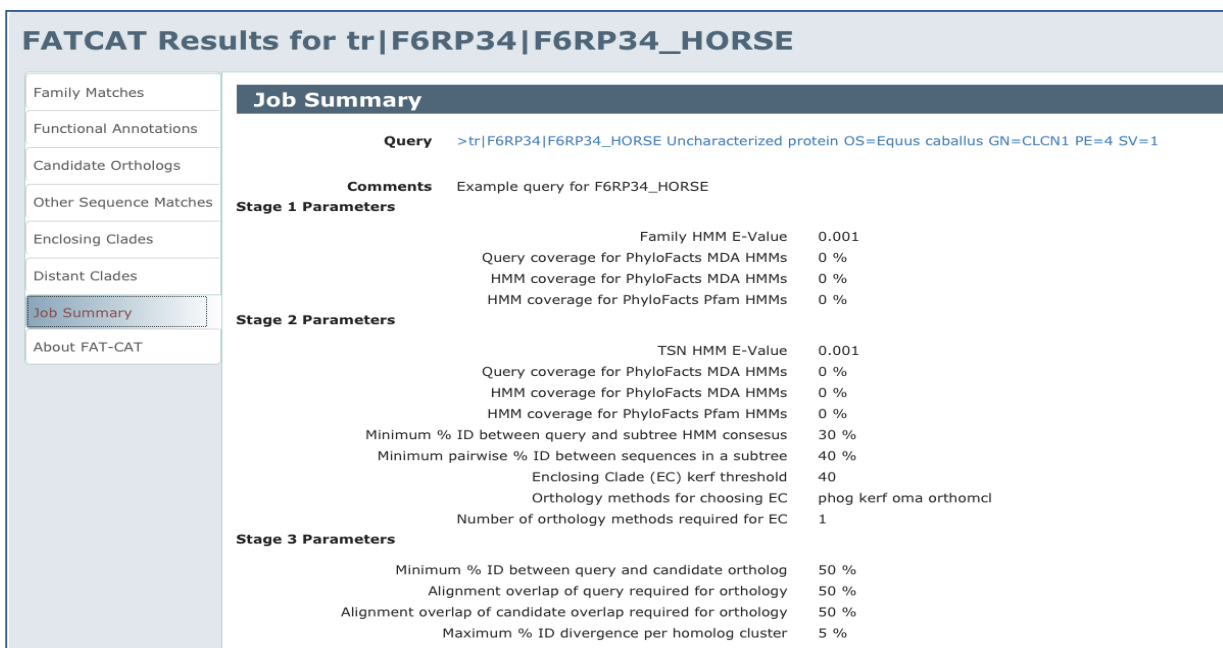 FATCAT Results for tr|F6RP34|F6RP34_HORSE
Family Matches
Functional Annotations
Candidate Orthologs
Other Sequence Matches
Enclosing Clades
Distant Clades
Job Summary
About FAT-CAT
Job Summary
Query >tr|F6RP34|F6RP34_HORSE Uncharacterized protein OS=Equus caballus GN=CLCN1 PE=4 SV=1
Comments Example query for F6RP34_HORSE
Stage 1 Parameters
Family HMM E-Value 0.001
Query coverage for PhyloFacts MDA HMMs 0 %
HMM coverage for PhyloFacts MDA HMMs 0 %
HMM coverage for PhyloFacts Pfam HMMs 0 %
Stage 2 Parameters
TSN HMM E-Value 0.001
Query coverage for PhyloFacts MDA HMMs 0 %
HMM coverage for PhyloFacts MDA HMMs 0 %
HMM coverage for PhyloFacts Pfam HMMs 0 %
Minimum % ID between query and subtree HMM consesus 30 %
Minimum pairwise % ID between sequences in a subtree 40 %
Enclosing Clade (EC) kerf threshold 40
Orthology methods for choosing EC phog kerf oma orthomcl
Number of orthology methods required for EC 1
Stage 3 Parameters
Minimum % ID between query and candidate ortholog 50 %
Alignment overlap of query required for orthology 50 %
Alignment overlap of candidate overlap required for orthology 50 %
Maximum % ID divergence per homolog cluster 5 %